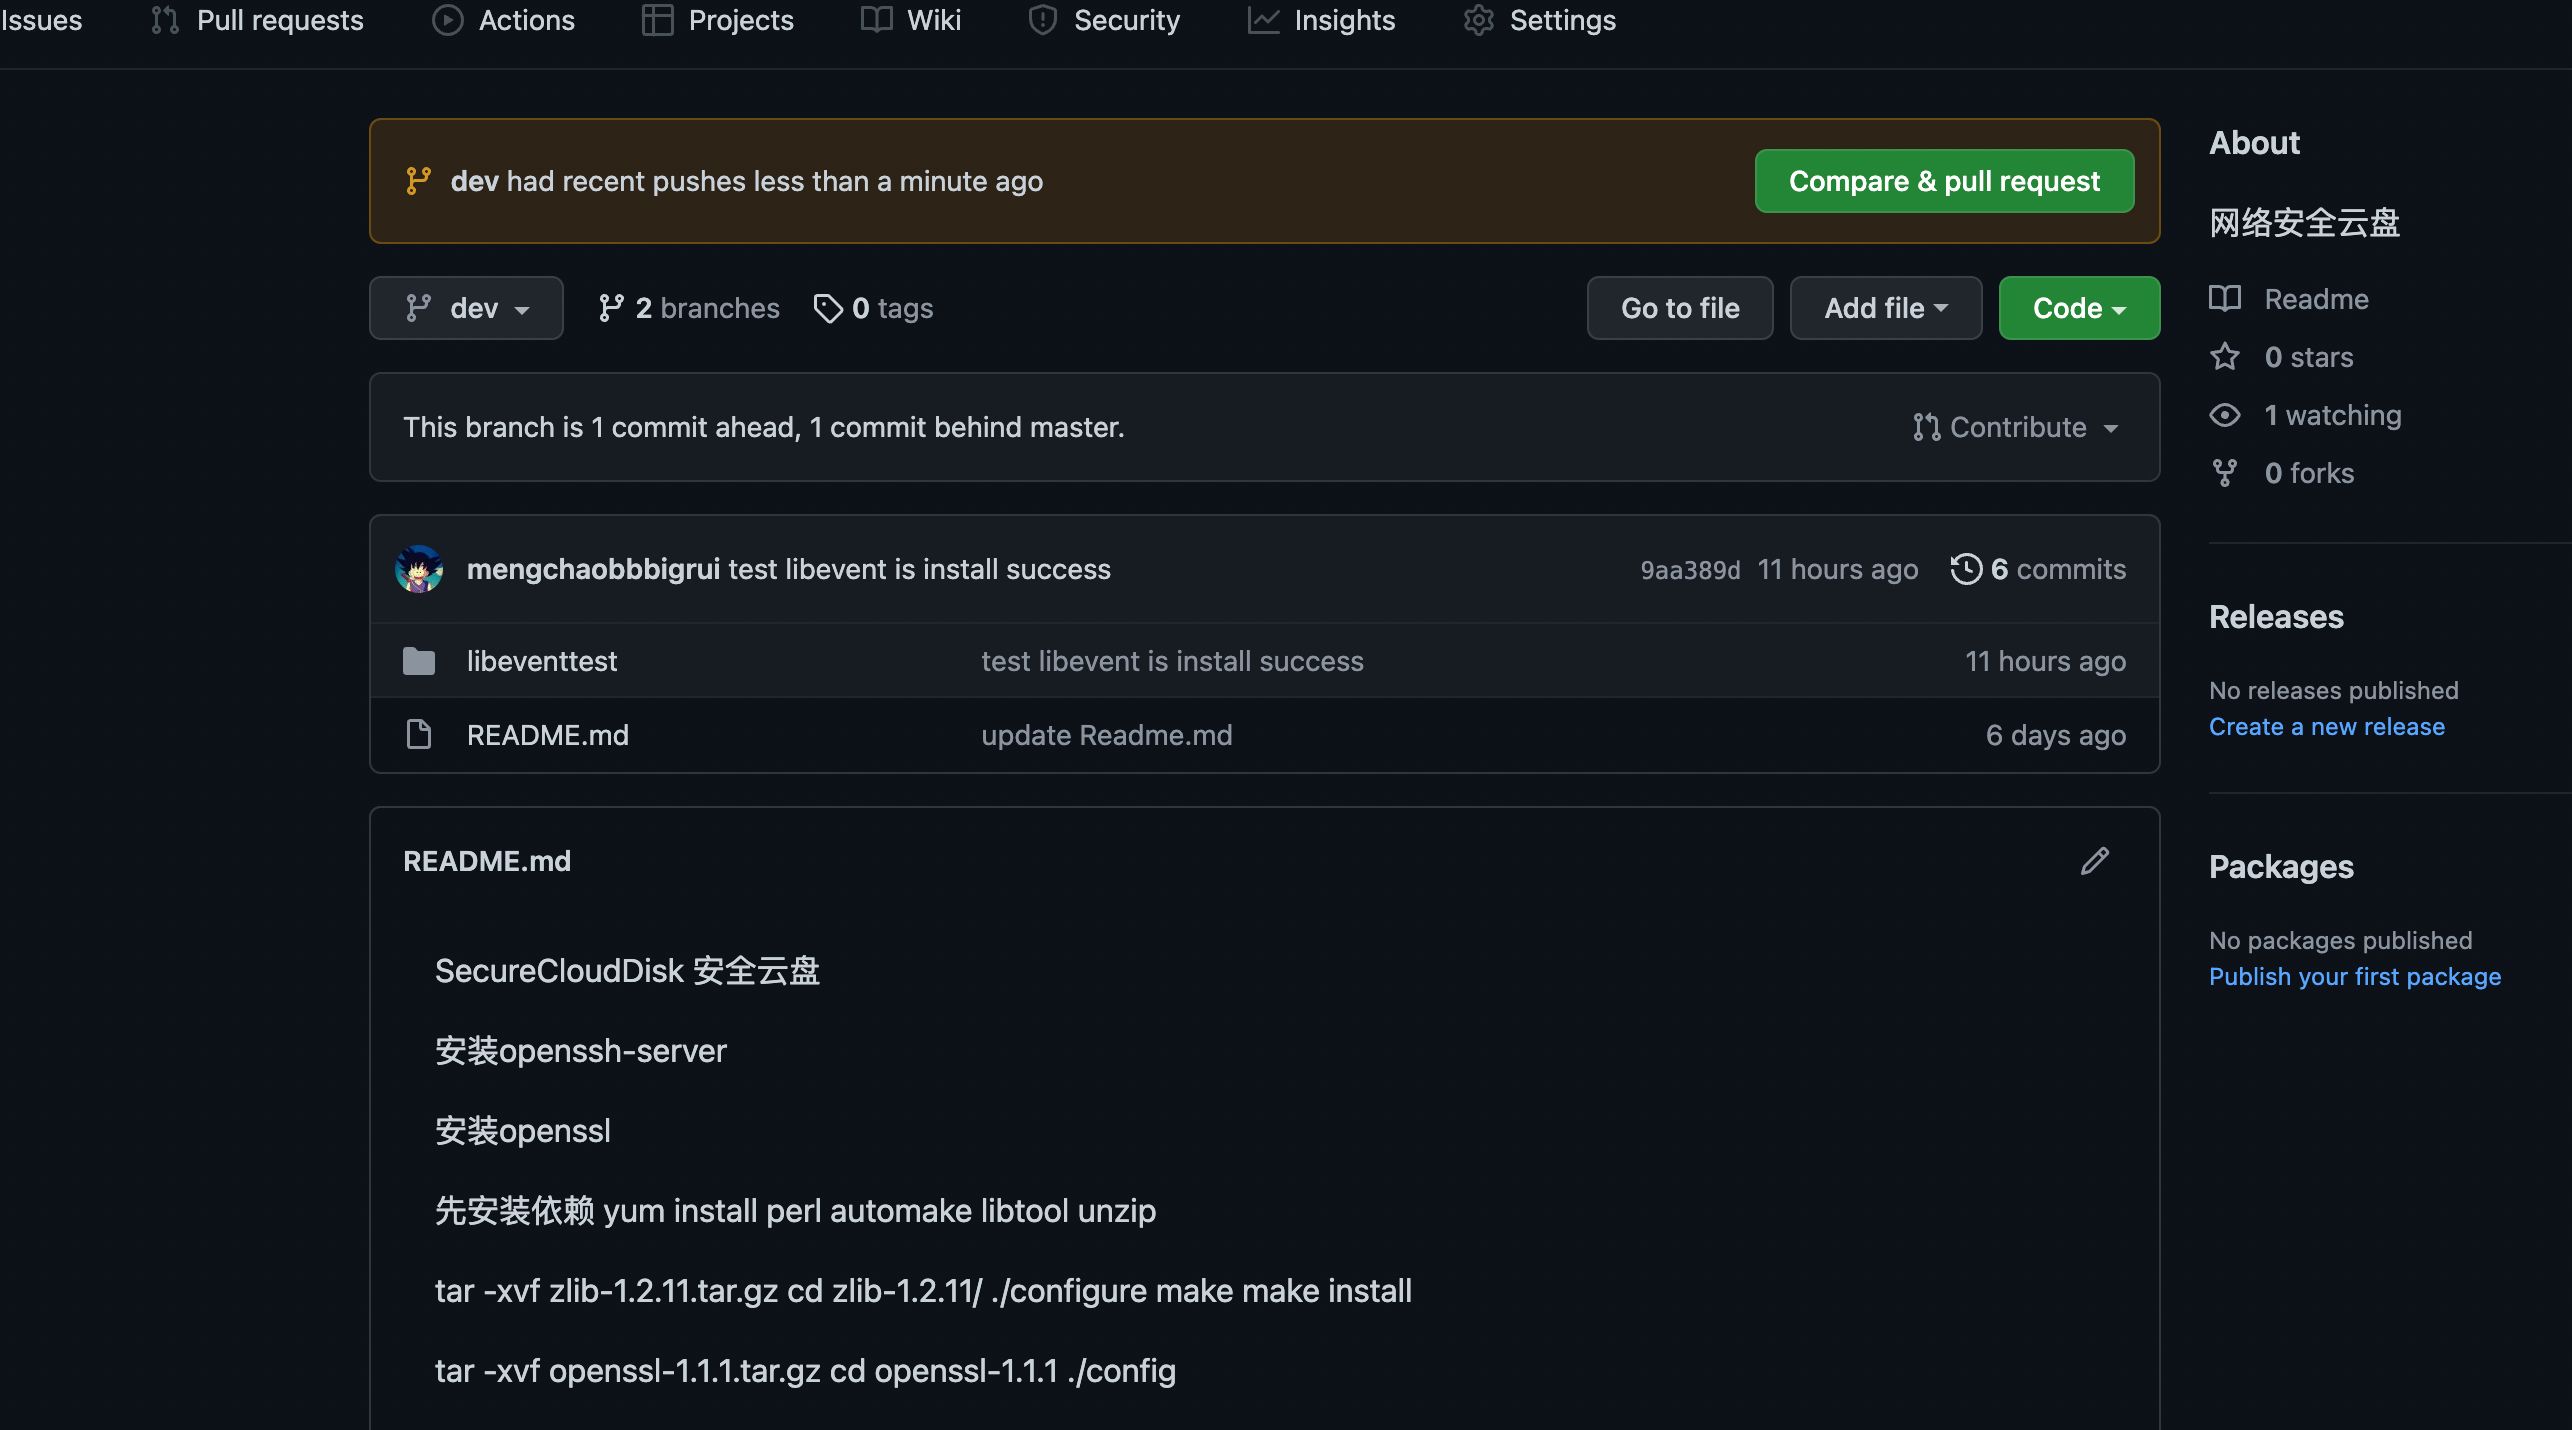 Issues Pull requests Actions Projects Wiki Security Insights Settings
dev had recent pushes less than a minute ago Compare & pull request
dev 2 branches 0 tags Go to file Add file Code
This branch is 1 commit ahead, 1 commit behind master. Contribute
mengchaobbbigrui test libevent is install success 9aa389d 11 hours ago 6 commits
libeventtest test libevent is install success 11 hours ago
README.md update Readme.md 6 days ago
README.md
SecureCloudDisk 安全云盘
安装openssh-server
安装openssl
先安装依赖 yum install perl automake libtool unzip
tar -xvf zlib-1.2.11.tar.gz cd zlib-1.2.11/ ./configure make make install
tar -xvf openssl-1.1.1.tar.gz cd openssl-1.1.1 ./config
About
网络安全云盘
Readme
0 stars
1 watching
0 forks
Releases
No releases published
Create a new release
Packages
No packages published
Publish your first package